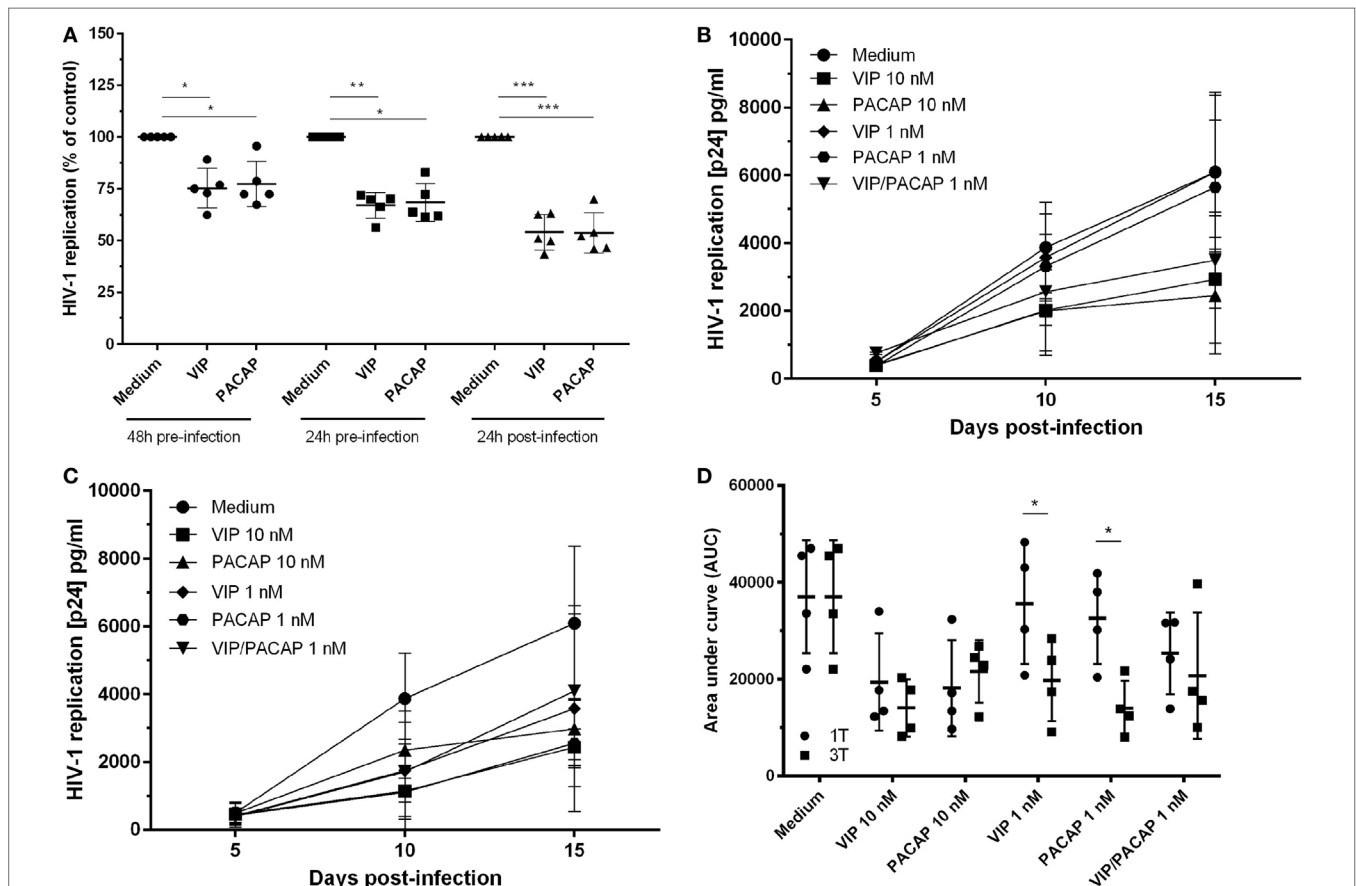 A
HIV-1 replication (% of control)
150
125
100
75
50
25
0
*
*
**
*
***
***
Medium
VIP
PACAP
Medium
VIP
PACAP
Medium
VIP
PACAP
48h pre-infection
24h pre-infection
24h post-infection
B
HIV-1 replication [p24] pg/ml
10000
8000
6000
4000
2000
0
Medium
VIP 10 nM
PACAP 10 nM
VIP 1 nM
PACAP 1 nM
VIP/PACAP 1 nM
5
10
15
Days post-infection
C
HIV-1 replication [p24] pg/ml
10000
8000
6000
4000
2000
0
Medium
VIP 10 nM
PACAP 10 nM
VIP 1 nM
PACAP 1 nM
VIP/PACAP 1 nM
5
10
15
Days post-infection
D
Area under curve (AUC)
60000
40000
20000
0
*
*
1T
3T
Medium
VIP 10 nM
PACAP 10 nM
VIP 1 nM
PACAP 1 nM
VIP/PACAP 1 nM